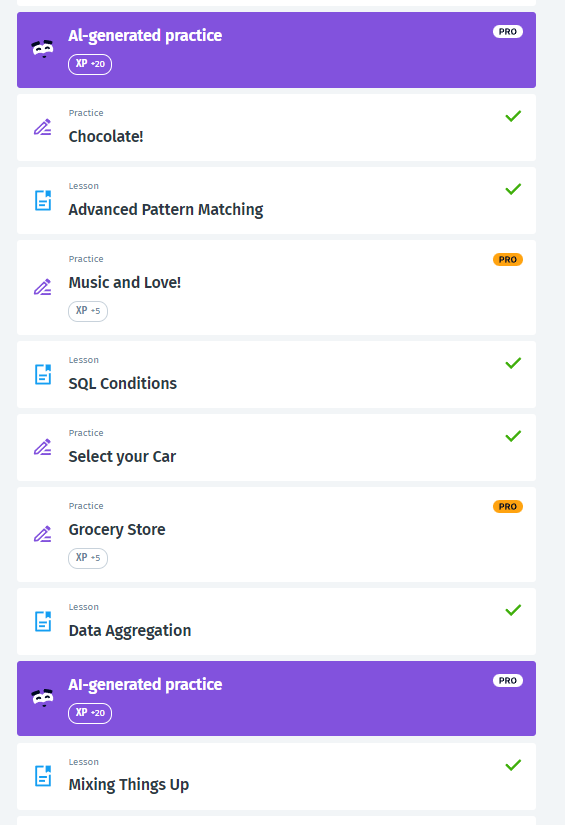 AI-generated practice
PRO
XP +20
Practice
Chocolate!
Lesson
Advanced Pattern Matching
Practice
PRO
Music and Love!
XP +5
Lesson
SQL Conditions
Practice
Select your Car
Practice
PRO
Grocery Store
XP +5
Lesson
Data Aggregation
AI-generated practice
PRO
XP +20
Lesson
Mixing Things Up